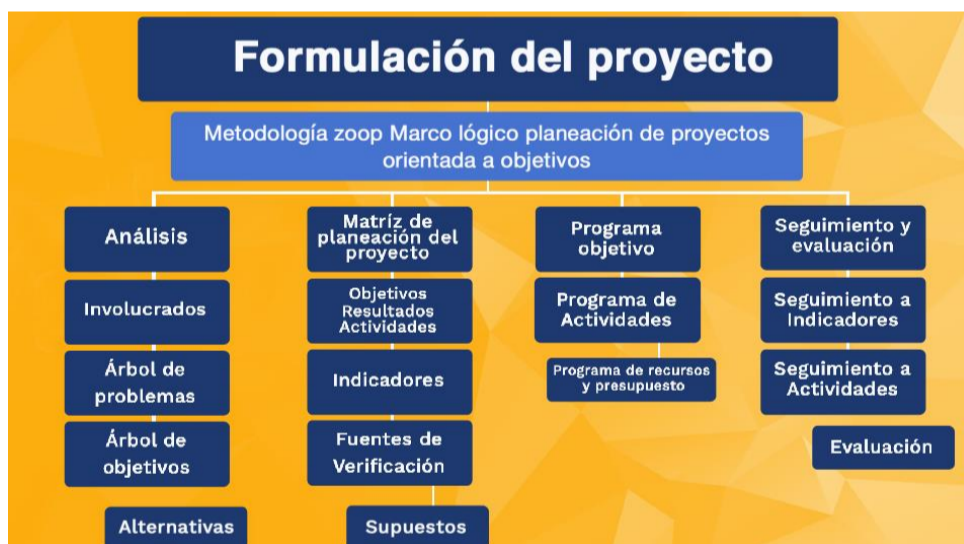 Formulación del proyecto
Metodología zoop Marco lógico planeación de proyectos
orientada a objetivos
Análisis
Involucrados
Árbol de
problemas
Árbol de
objetivos
Alternativas
Matríz de
planeación del
proyecto
Objetivos
Resultados
Actividades
Indicadores
Fuentes de
Verificación
Supuestos
Programa
objetivo
Programa de
Actividades
Programa de recursos
y presupuesto
Seguimiento y
evaluación
Seguimiento a
Indicadores
Seguimiento a
Actividades
Evaluación